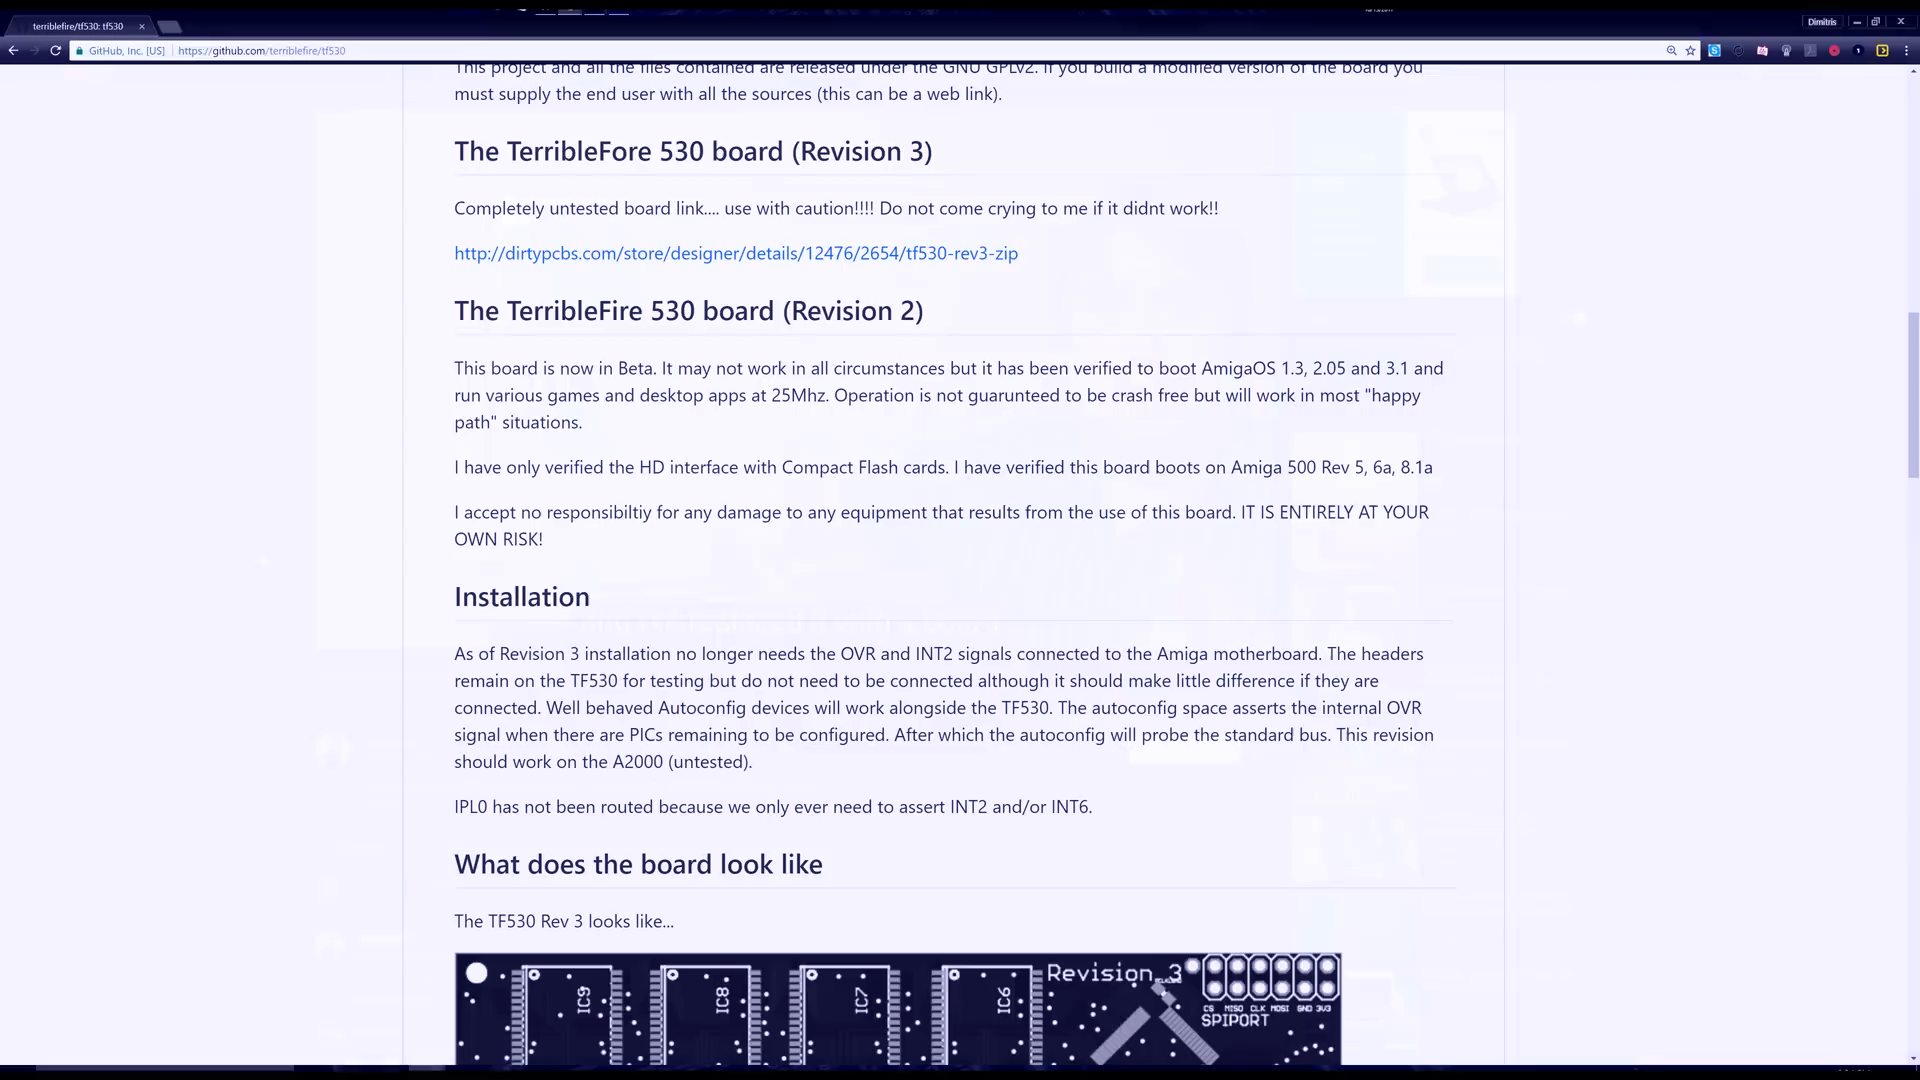 terriblefire/tf530: tf530
Dimitris
GitHub, Inc. [US] https://github.com/terriblefire/tf530
This project and all the files contained are released under the GNU GPLv2. If you build a modified version of the board you
must supply the end user with all the sources (this can be a web link).
The TerribleFore 530 board (Revision 3)
Completely untested board link.... use with caution!!!! Do not come crying to me if it didnt work!!
http://dirtypcbs.com/store/designer/details/12476/2654/tf530-rev3-zip
The TerribleFire 530 board (Revision 2)
This board is now in Beta. It may not work in all circumstances but it has been verified to boot AmigaOS 1.3, 2.05 and 3.1 and
run various games and desktop apps at 25Mhz. Operation is not guarunteed to be crash free but will work in most "happy
path" situations.
I have only verified the HD interface with Compact Flash cards. I have verified this board boots on Amiga 500 Rev 5, 6a, 8.1a
I accept no responsibiltiy for any damage to any equipment that results from the use of this board. IT IS ENTIRELY AT YOUR
OWN RISK!
Installation
As of Revision 3 installation no longer needs the OVR and INT2 signals connected to the Amiga motherboard. The headers
remain on the TF530 for testing but do not need to be connected although it should make little difference if they are
connected. Well behaved Autoconfig devices will work alongside the TF530. The autoconfig space asserts the internal OVR
signal when there are PICs remaining to be configured. After which the autoconfig will probe the standard bus. This revision
should work on the A2000 (untested).
IPL0 has not been routed because we only ever need to assert INT2 and/or INT6.
What does the board look like
The TF530 Rev 3 looks like...
IC9 IC8 IC7 IC6 Revision 3
CS MISO CLK MOSI GND 3V3
SPIPORT